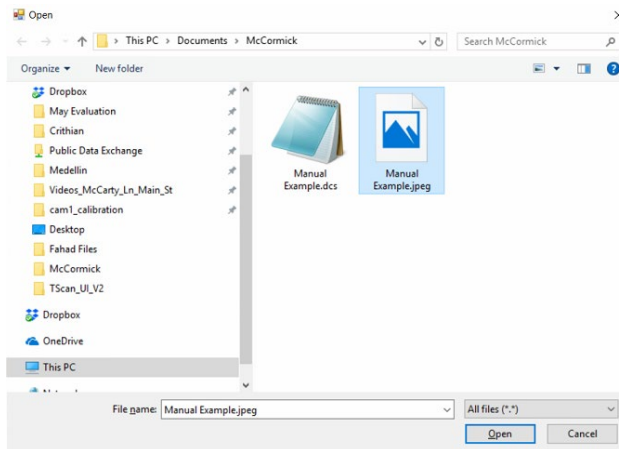 Open
This PC > Documents > McCormick
Search McCormick
Organize
New folder
Dropbox
May Evaluation
Crithian
Public Data Exchange
Medellin
Videos_McCarty_Ln_Main_St
cam1_calibration
Desktop
Fahad Files
McCormick
TScan_UI_V2
Dropbox
OneDrive
This PC
Manual
Example.dcs
Manual
Example.jpeg
File name: Manual Example.jpeg
All files (*.*)
Open
Cancel